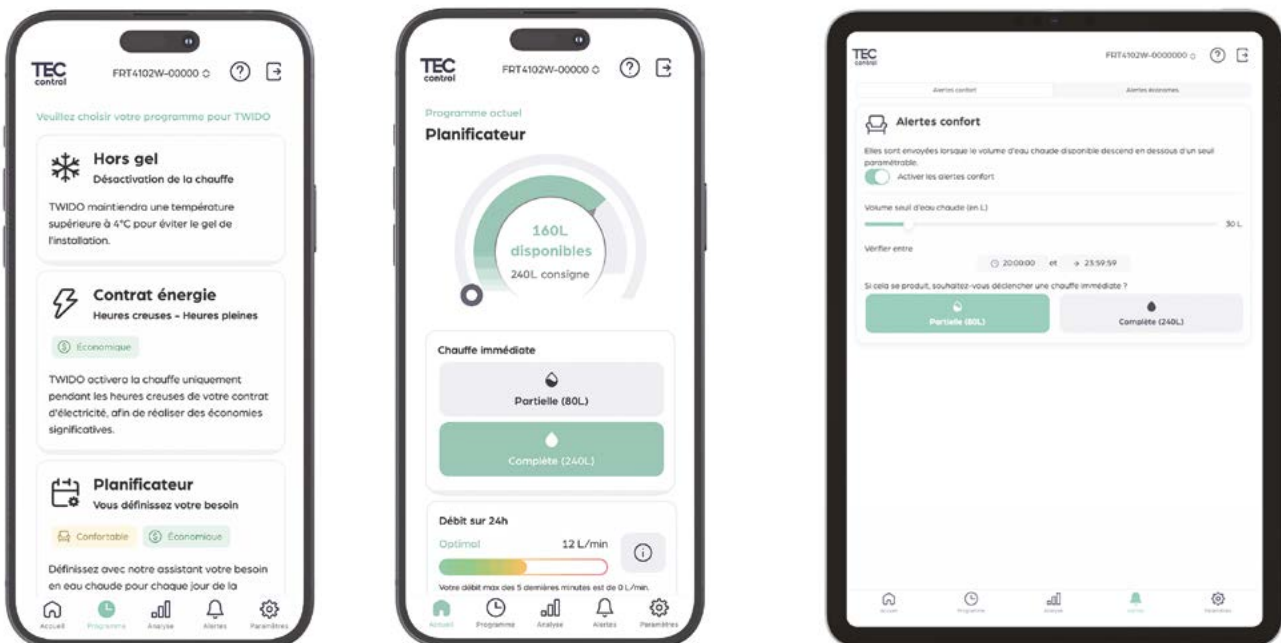 TEC
control
FRT4102W-00000
Veuillez choisir votre programme pour TWIDO
Hors gel
Désactivation de la chauffe
TWIDO maintiendra une température
supérieure à 4°C pour éviter le gel de
l'installation.
Contrat énergie
Heures creuses - Heures pleines
Économique
TWIDO activera la chauffe uniquement
pendant les heures creuses de votre contrat
d'électricité, afin de réaliser des économies
significatives.
Planificateur
Vous définissez votre besoin
Confortable Économique
Définissez avec notre assistant votre besoin
en eau chaude pour chaque jour de la
Accueil Programme Analyse Alertes Paramètres
TEC
control
FRT4102W-00000
Programme actuel
Planificateur
160L
disponibles
240L consigne
Chauffe immédiate
Partielle (80L)
Complète (240L)
Débit sur 24h
Optimal 12 L/min
Votre débit max des 5 dernières minutes est de 0 L/min.
Accueil Programme Analyse Alertes Paramètres
TEC
control
FRT4102W-0000000
Alertes confort Alertes économes
Alertes confort
Elles sont envoyées lorsque le volume d'eau chaude disponible descend en dessous d'un seuil
paramétrable.
Activer les alertes confort
Volume seuil d'eau chaude (en L)
30 L
Vérifier entre
20:00:00 et 23:59:59
Si cela se produit, souhaitez-vous déclencher une chauffe immédiate ?
Partielle (80L) Complète (240L)
Accueil Programme Analyse Alertes Paramètres